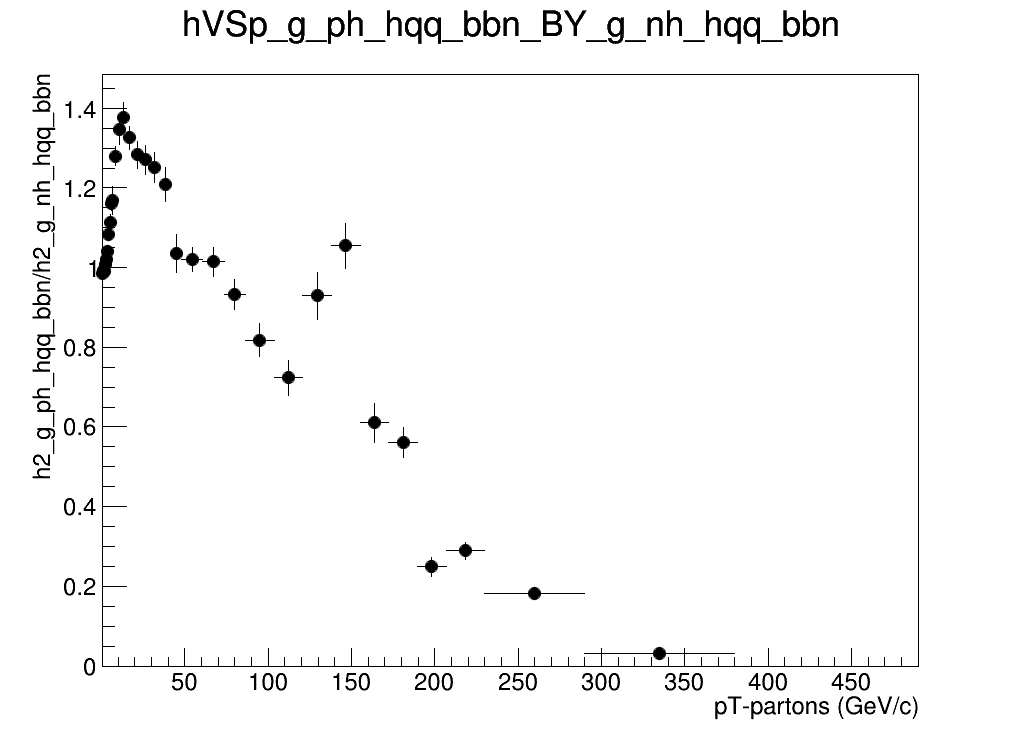 hVSp_g_ph_hqq_bbn_BY_g_nh_hqq_bbn
h2_g_ph_hqq_bbn/h2_g_nh_hqq_bbn
1.4
1.2
1
0.8
0.6
0.4
0.2
0
50 100 150 200 250 300 350 400 450
pT-partons (GeV/c)